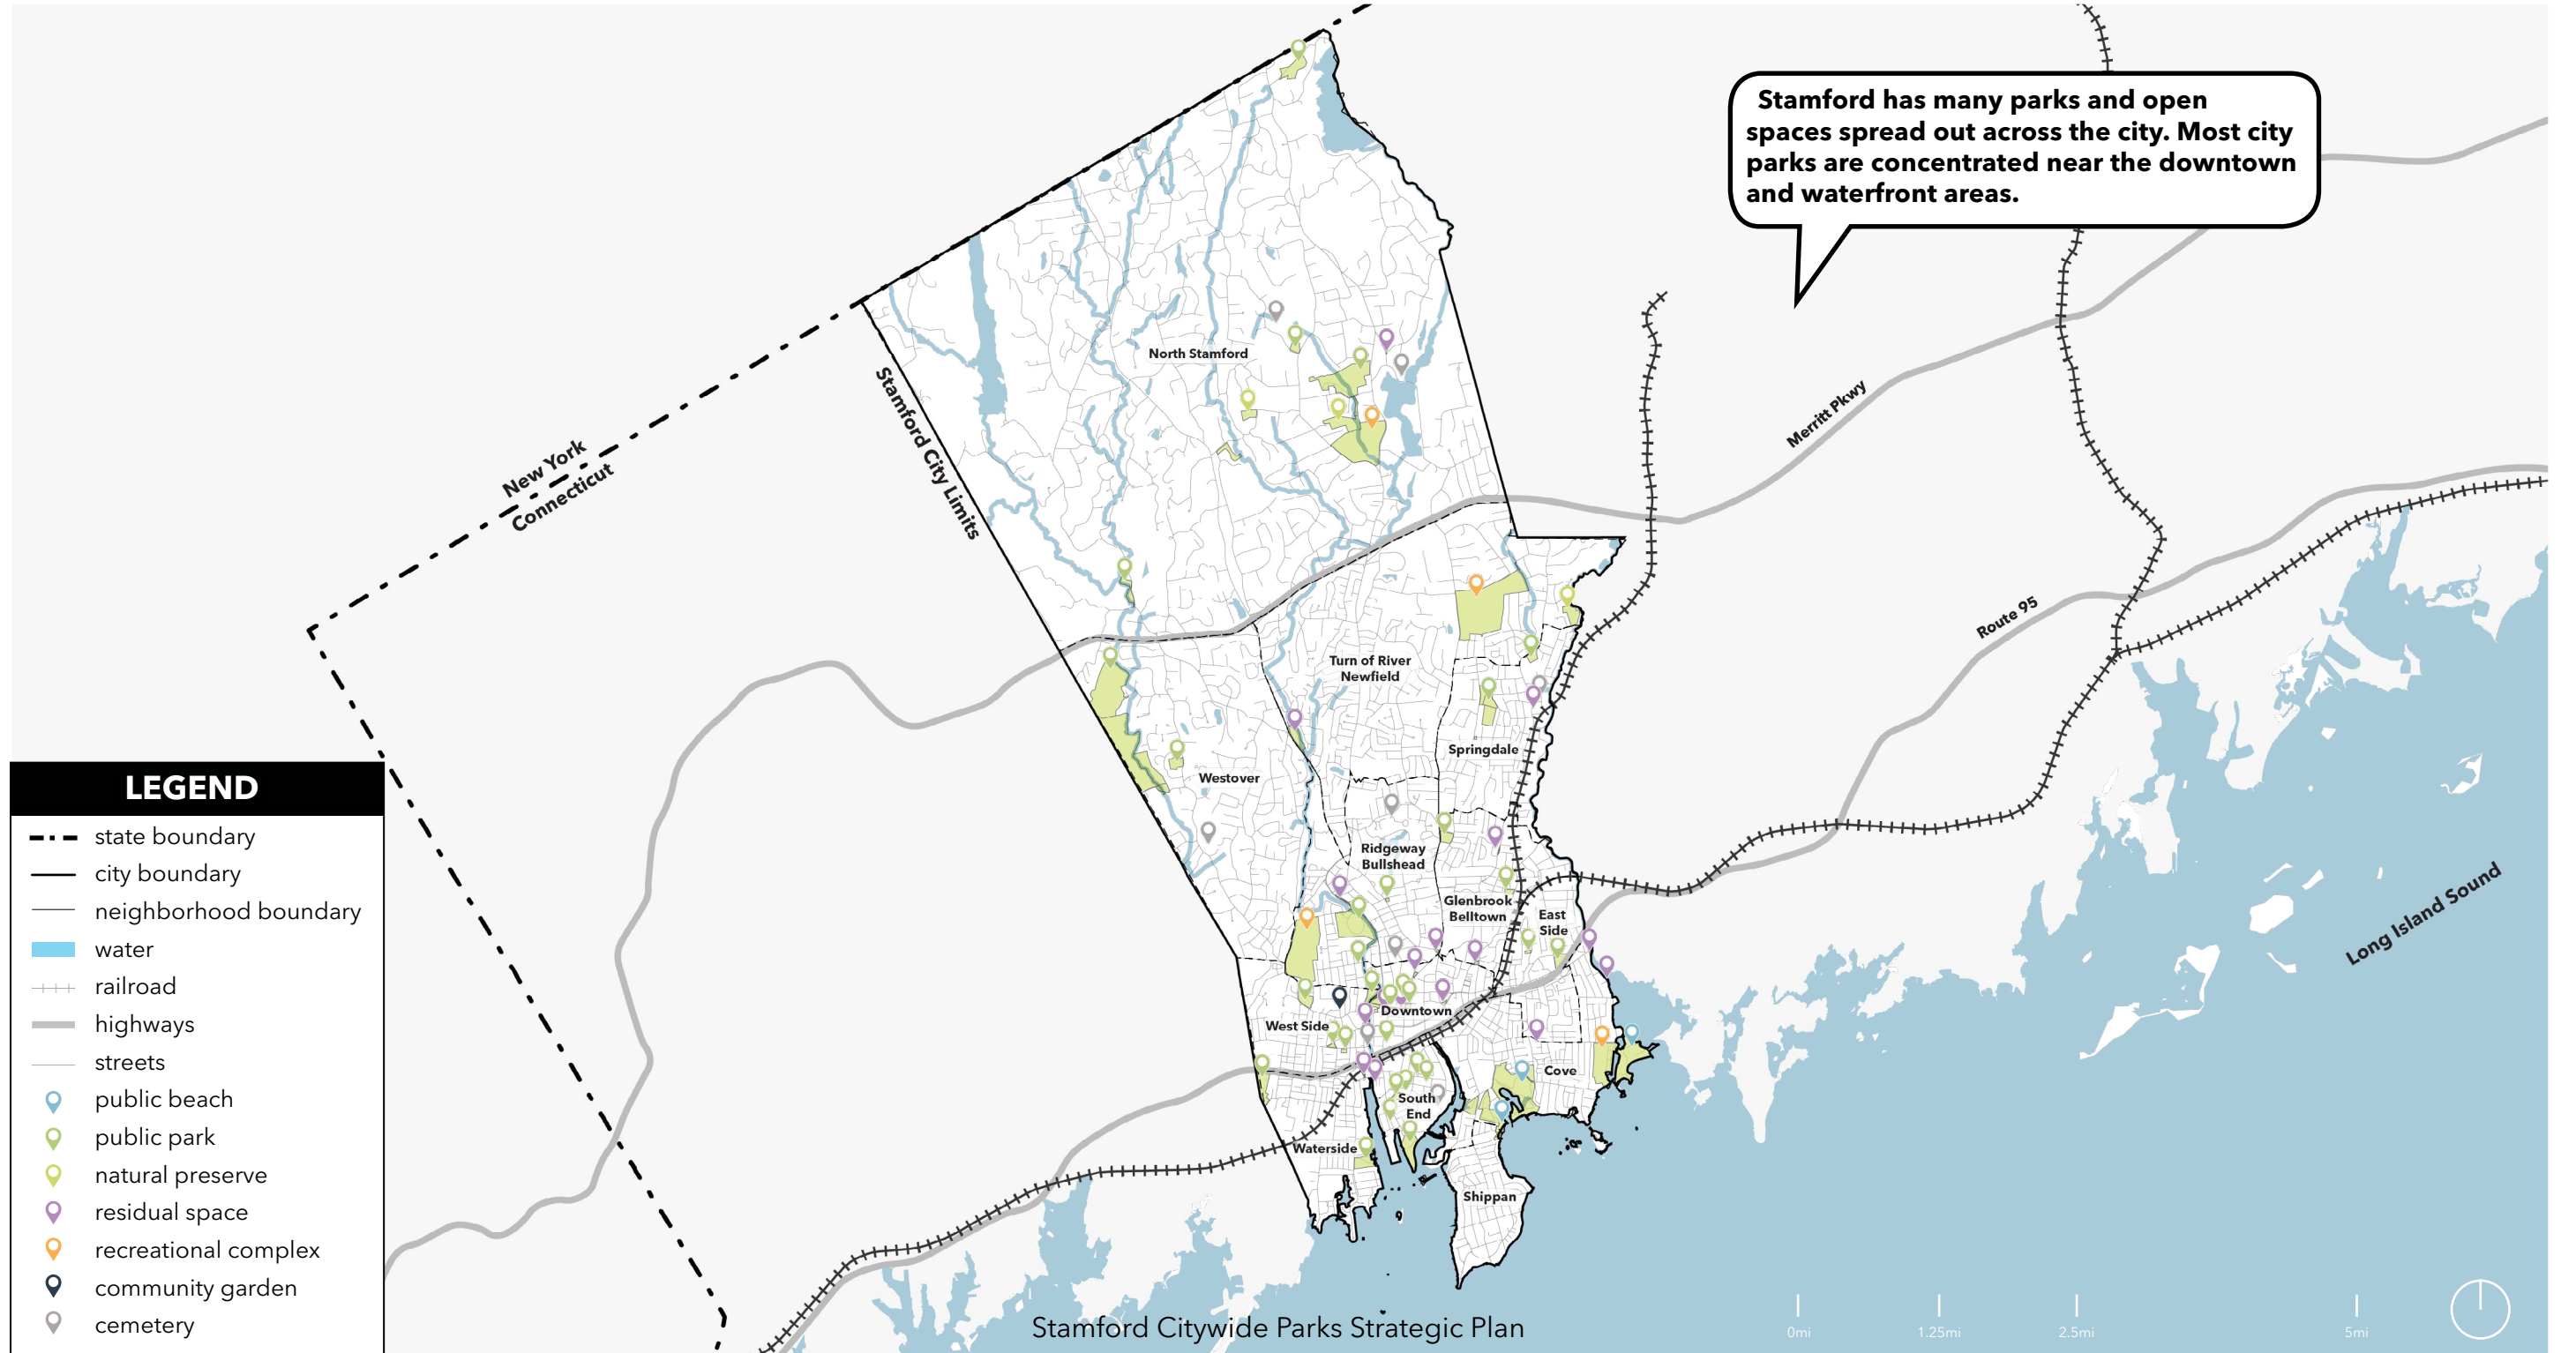 Stamford has many parks and open
spaces spread out across the city. Most city
parks are concentrated near the downtown
and waterfront areas.
North Stamford
Stamford City Limits
New York
Connecticut
Merritt Pkwy
Route 95
Turn of River
Newfield
Springdale
Westover
Ridgeway
Bullshead
Glenbrook
Belltown
East
Side
Long Island Sound
Downtown
West Side
Cove
South
End
Waterside
Shippan
LEGEND
state boundary
city boundary
neighborhood boundary
water
railroad
highways
streets
public beach
public park
natural preserve
residual space
recreational complex
community garden
cemetery
Stamford Citywide Parks Strategic Plan
0mi
1.25mi
2.5mi
5mi